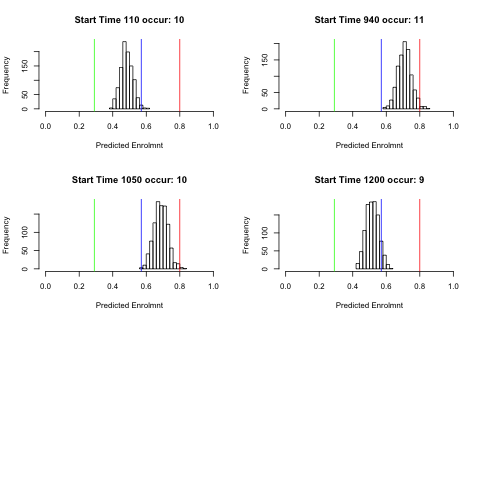 Start Time 110 occur: 10
Frequency
0 50 150
0.0 0.2 0.4 0.6 0.8 1.0
Predicted Enrolmnt
Start Time 940 occur: 11
Frequency
0 50 150
0.0 0.2 0.4 0.6 0.8 1.0
Predicted Enrolmnt
Start Time 1050 occur: 10
Frequency
0 50 100
0.0 0.2 0.4 0.6 0.8 1.0
Predicted Enrolmnt
Start Time 1200 occur: 9
Frequency
0 50 100
0.0 0.2 0.4 0.6 0.8 1.0
Predicted Enrolmnt